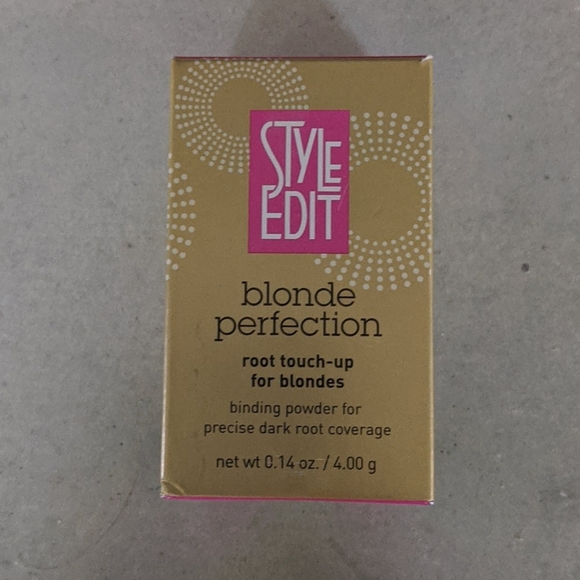 STYLE
EDIT
blonde
perfection
root touch-up
for blondes
binding powder for
precise dark root coverage
net wt 0.14 oz. / 4.00 g